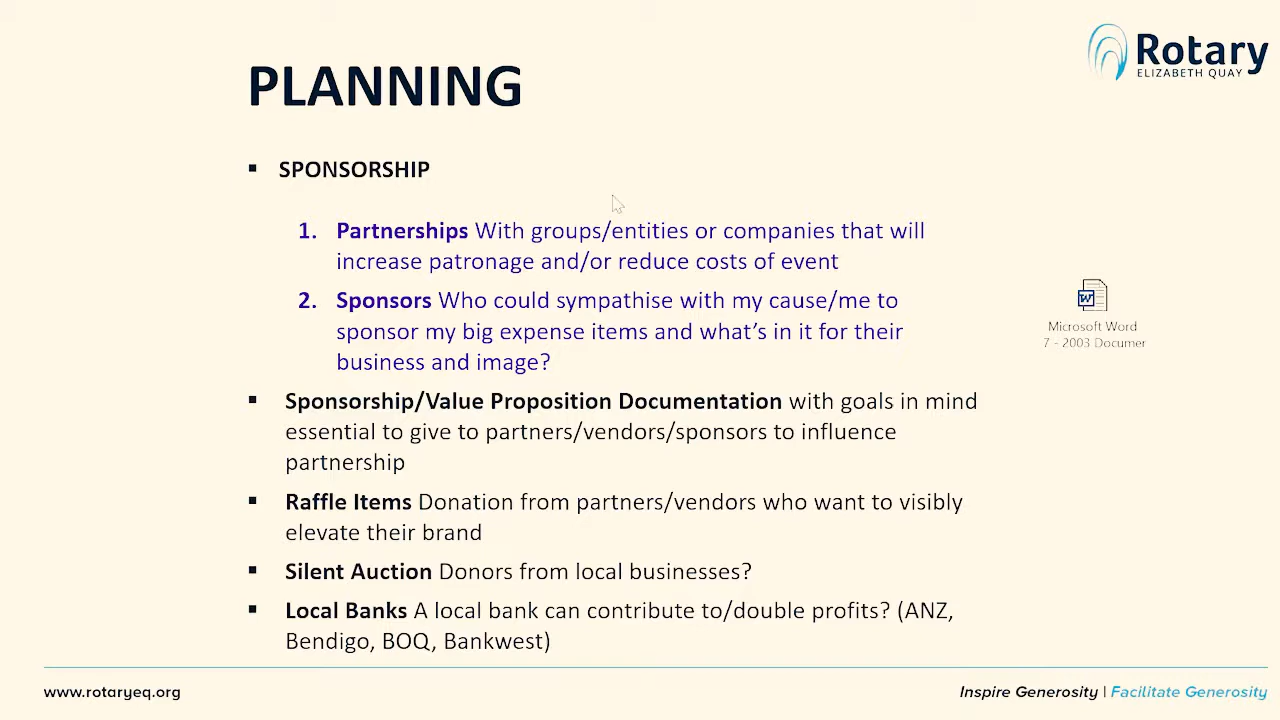 Rotary
ELIZABETH QUAY
PLANNING
▪ SPONSORSHIP
1. Partnerships With groups/entities or companies that will
increase patronage and/or reduce costs of event
2. Sponsors Who could sympathise with my cause/me to
sponsor my big expense items and what's in it for their
business and image?
Microsoft Word
7 - 2003 Documer
▪ Sponsorship/Value Proposition Documentation with goals in mind
essential to give to partners/vendors/sponsors to influence
partnership
▪ Raffle Items Donation from partners/vendors who want to visibly
elevate their brand
▪ Silent Auction Donors from local businesses?
▪ Local Banks A local bank can contribute to/double profits? (ANZ,
Bendigo, BOQ, Bankwest)
www.rotaryeq.org
Inspire Generosity | Facilitate Generosity